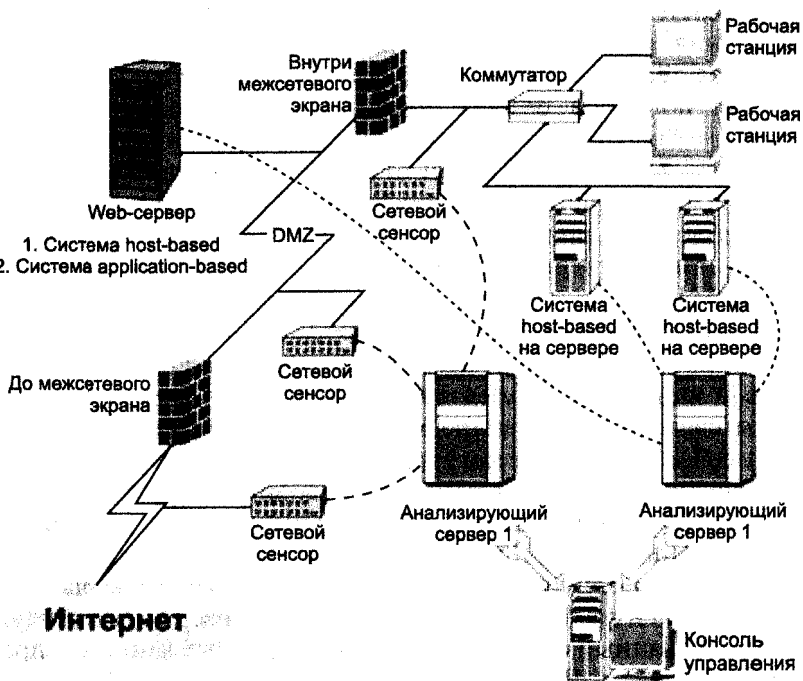 Рабочая
станция
Внутри
межсетевого
экрана
Коммутатор
Рабочая
станция
Web-сервер
Сетевой
сенсор
1. Система host-based
2. Система application-based
DMZ
Система
host-based
на сервере
Система
host-based
на сервере
Сетевой
сенсор
До межсетевого
экрана
Сетевой
сенсор
Анализирующий
сервер 1
Анализирующий
сервер 1
Интернет
Консоль
управления